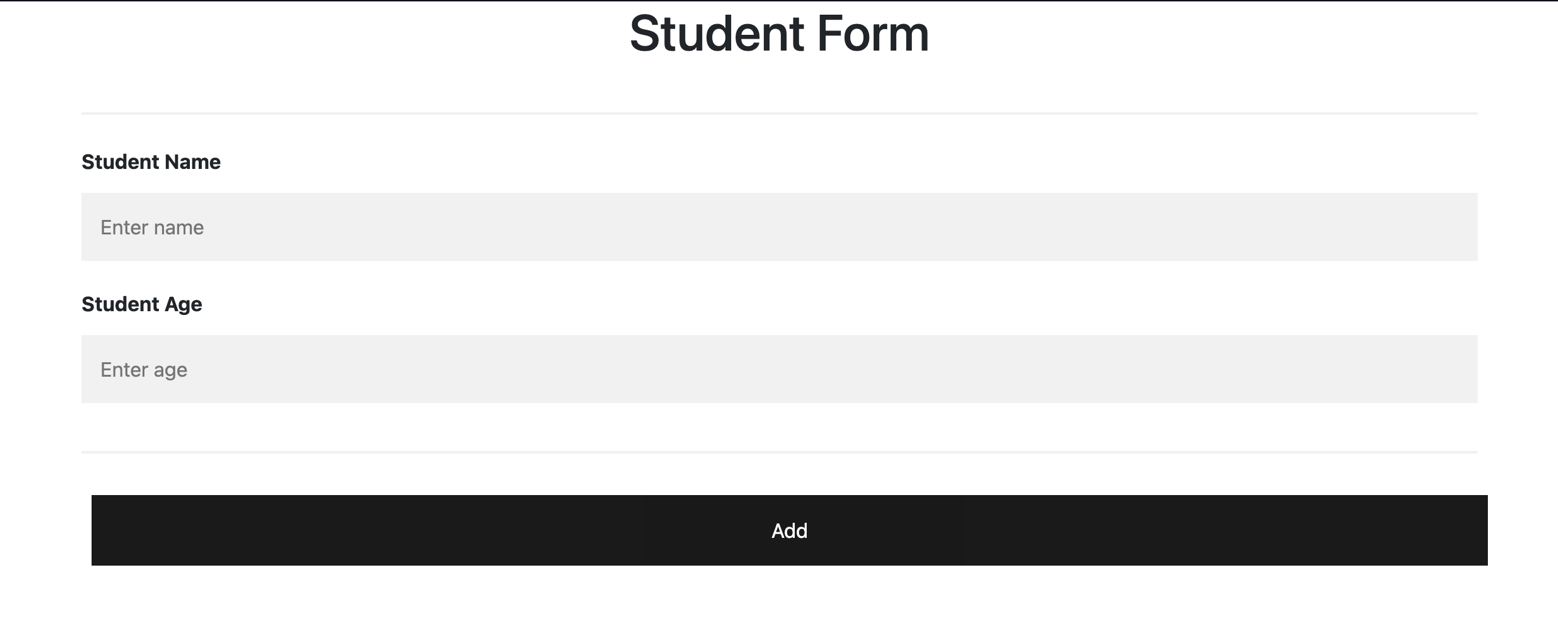 Student Form
Student Name
Enter name
Student Age
Enter age
Add